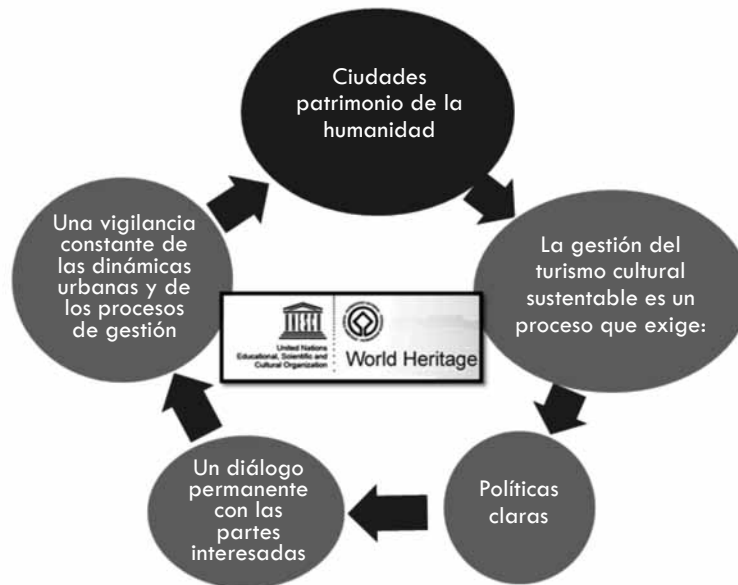 Ciudades
patrimonio de la
humanidad
La gestión del
turismo cultural
sustentable es un
proceso que exige:
Políticas
claras
Un diálogo
permanente
con las
partes
interesadas
Una vigilancia
constante de
las dinámicas
urbanas y de
los procesos
de gestión
United Nations
Educational, Scientific and
Cultural Organization
World Heritage